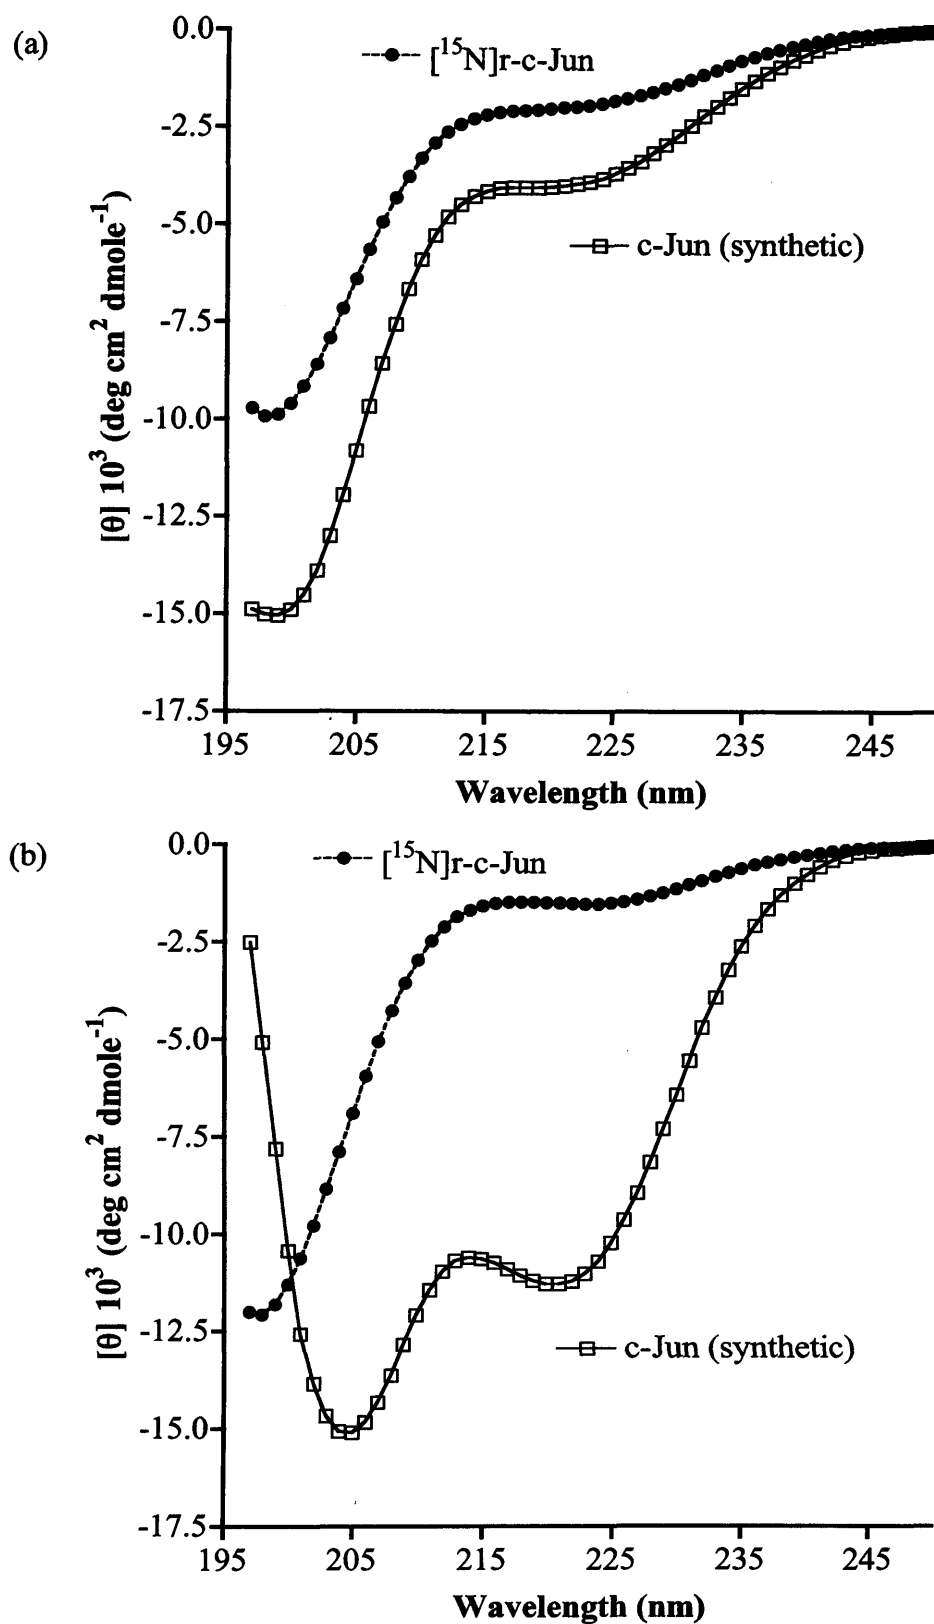 (a)
0.0
[¹⁵N]r-c-Jun
-2.5
-5.0
c-Jun (synthetic)
-7.5
-10.0
-12.5
-15.0
-17.5
[θ] 10³ (deg cm² dmole⁻¹)
195 205 215 225 235 245
Wavelength (nm)
(b)
0.0
[¹⁵N]r-c-Jun
-2.5
-5.0
-7.5
-10.0
-12.5
c-Jun (synthetic)
-15.0
-17.5
[θ] 10³ (deg cm² dmole⁻¹)
195 205 215 225 235 245
Wavelength (nm)